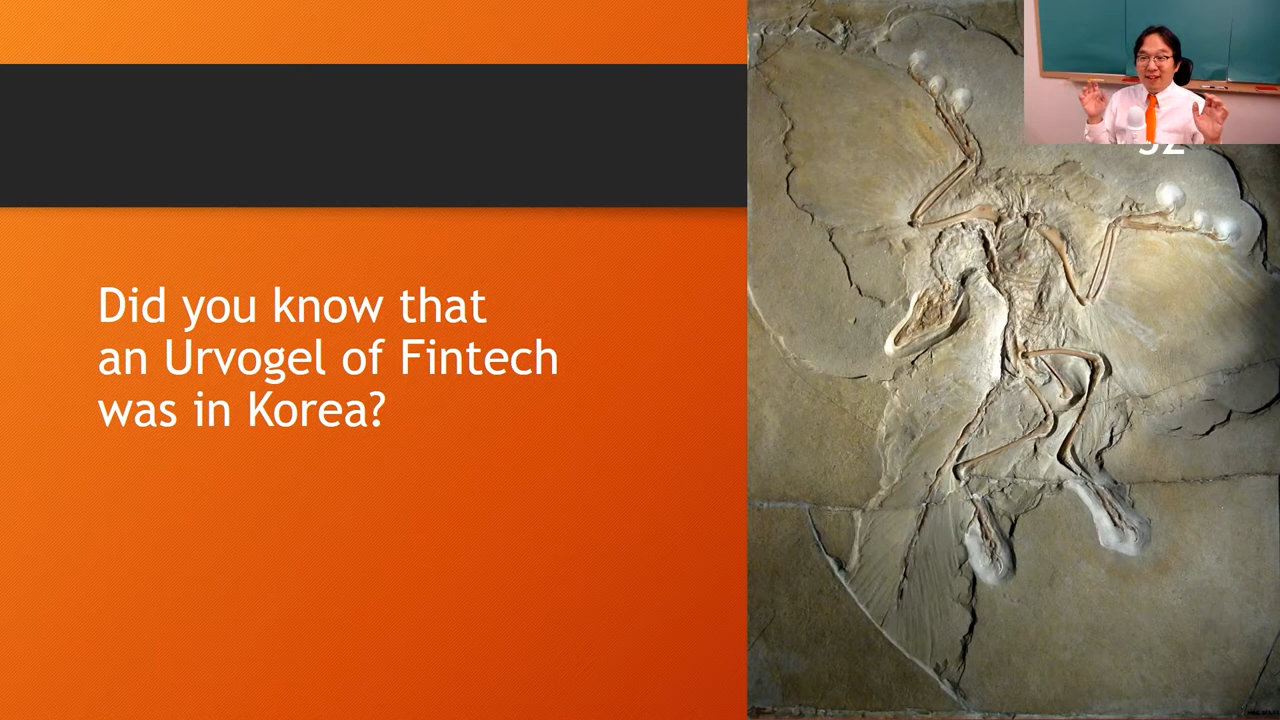 Did you know that
an Urvogel of Fintech
was in Korea?